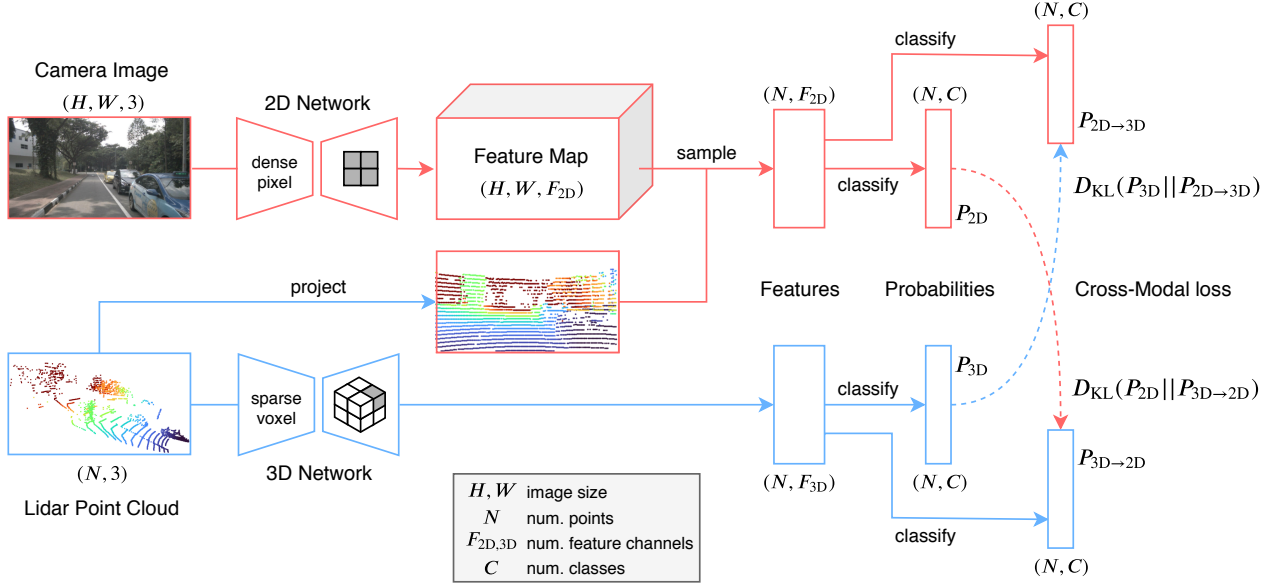 Camera Image
(H, W, 3)
2D Network
dense
pixel
Feature Map
(H, W, F2D)
sample
(N, F2D)
classify
classify
(N, C)
P2D
(N, C)
P2D→3D
DKL(P3D||P2D→3D)
project
Features
Probabilities
Cross-Modal loss
sparse
voxel
3D Network
(N, 3)
Lidar Point Cloud
(N, F3D)
classify
classify
P3D
(N, C)
DKL(P2D||P3D→2D)
P3D→2D
(N, C)
H, W image size
N num. points
F2D,3D num. feature channels
C num. classes